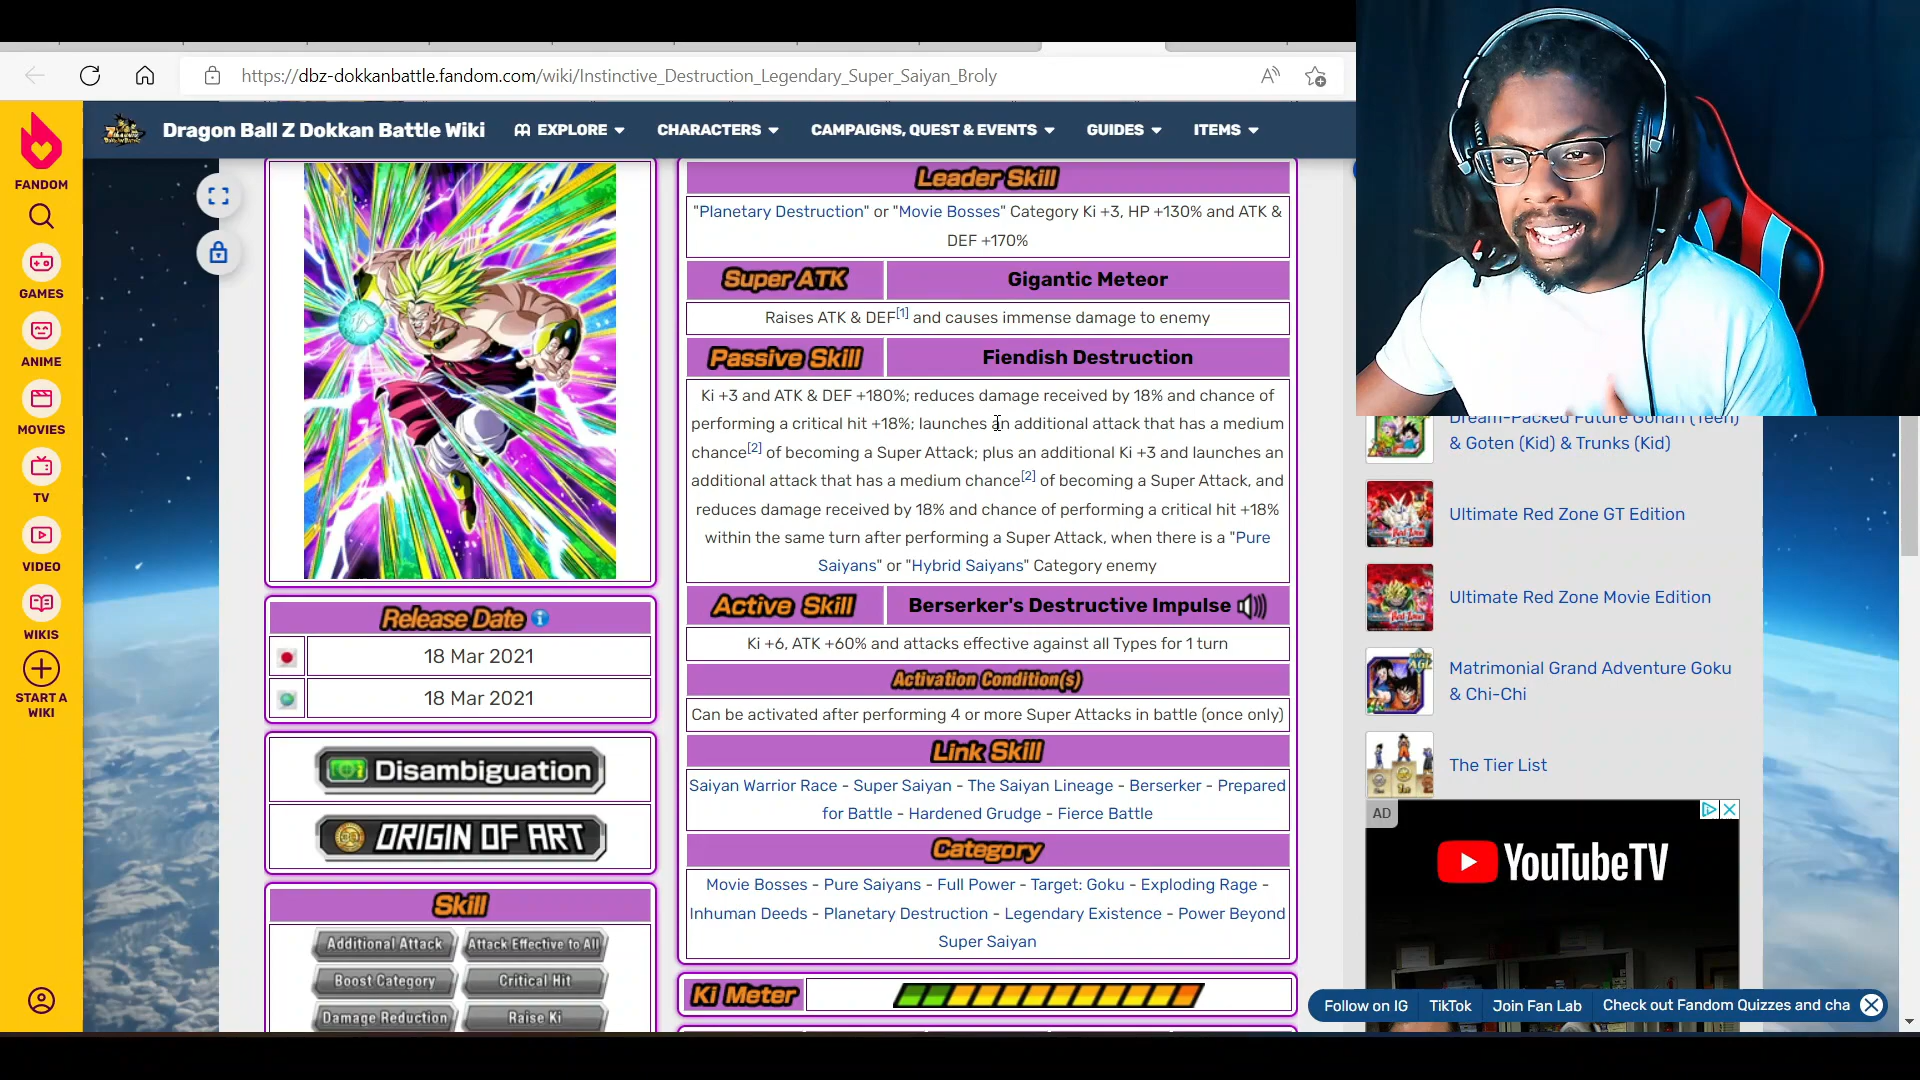 https://dbz-dokkanbattle.fandom.com/wiki/Instinctive_Destruction_Legendary_Super_Saiyan_Broly
Dragon Ball Z Dokkan Battle Wiki
EXPLORE
CHARACTERS
CAMPAIGNS, QUEST & EVENTS
GUIDES
ITEMS
FANDOM
GAMES
ANIME
MOVIES
TV
VIDEO
WIKIS
START A
WIKI
Release Date
18 Mar 2021
18 Mar 2021
Disambiguation
ORIGIN OF ART
Skill
Additional Attack
Attack Effective to All
Boost Category
Critical Hit
Damage Reduction
Raise Ki
Leader Skill
"Planetary Destruction" or "Movie Bosses" Category Ki +3, HP +130% and ATK &
DEF +170%
Super ATK
Gigantic Meteor
Raises ATK & DEF[1] and causes immense damage to enemy
Passive Skill
Fiendish Destruction
Ki +3 and ATK & DEF +180%; reduces damage received by 18% and chance of
performing a critical hit +18%; launches an additional attack that has a medium
chance[2] of becoming a Super Attack; plus an additional Ki +3 and launches an
additional attack that has a medium chance[2] of becoming a Super Attack, and
reduces damage received by 18% and chance of performing a critical hit +18%
within the same turn after performing a Super Attack, when there is a "Pure
Saiyans" or "Hybrid Saiyans" Category enemy
Active Skill
Berserker's Destructive Impulse
Ki +6, ATK +60% and attacks effective against all Types for 1 turn
Activation Condition(s)
Can be activated after performing 4 or more Super Attacks in battle (once only)
Link Skill
Saiyan Warrior Race - Super Saiyan - The Saiyan Lineage - Berserker - Prepared
for Battle - Hardened Grudge - Fierce Battle
Category
Movie Bosses - Pure Saiyans - Full Power - Target: Goku - Exploding Rage -
Inhuman Deeds - Planetary Destruction - Legendary Existence - Power Beyond
Super Saiyan
Ki Meter
Dream-Packed Future Gohan (Teen)
& Goten (Kid) & Trunks (Kid)
Ultimate Red Zone GT Edition
Ultimate Red Zone Movie Edition
Matrimonial Grand Adventure Goku
& Chi-Chi
The Tier List
AD
YouTubeTV
Follow on IG
TikTok
Join Fan Lab
Check out Fandom Quizzes and cha